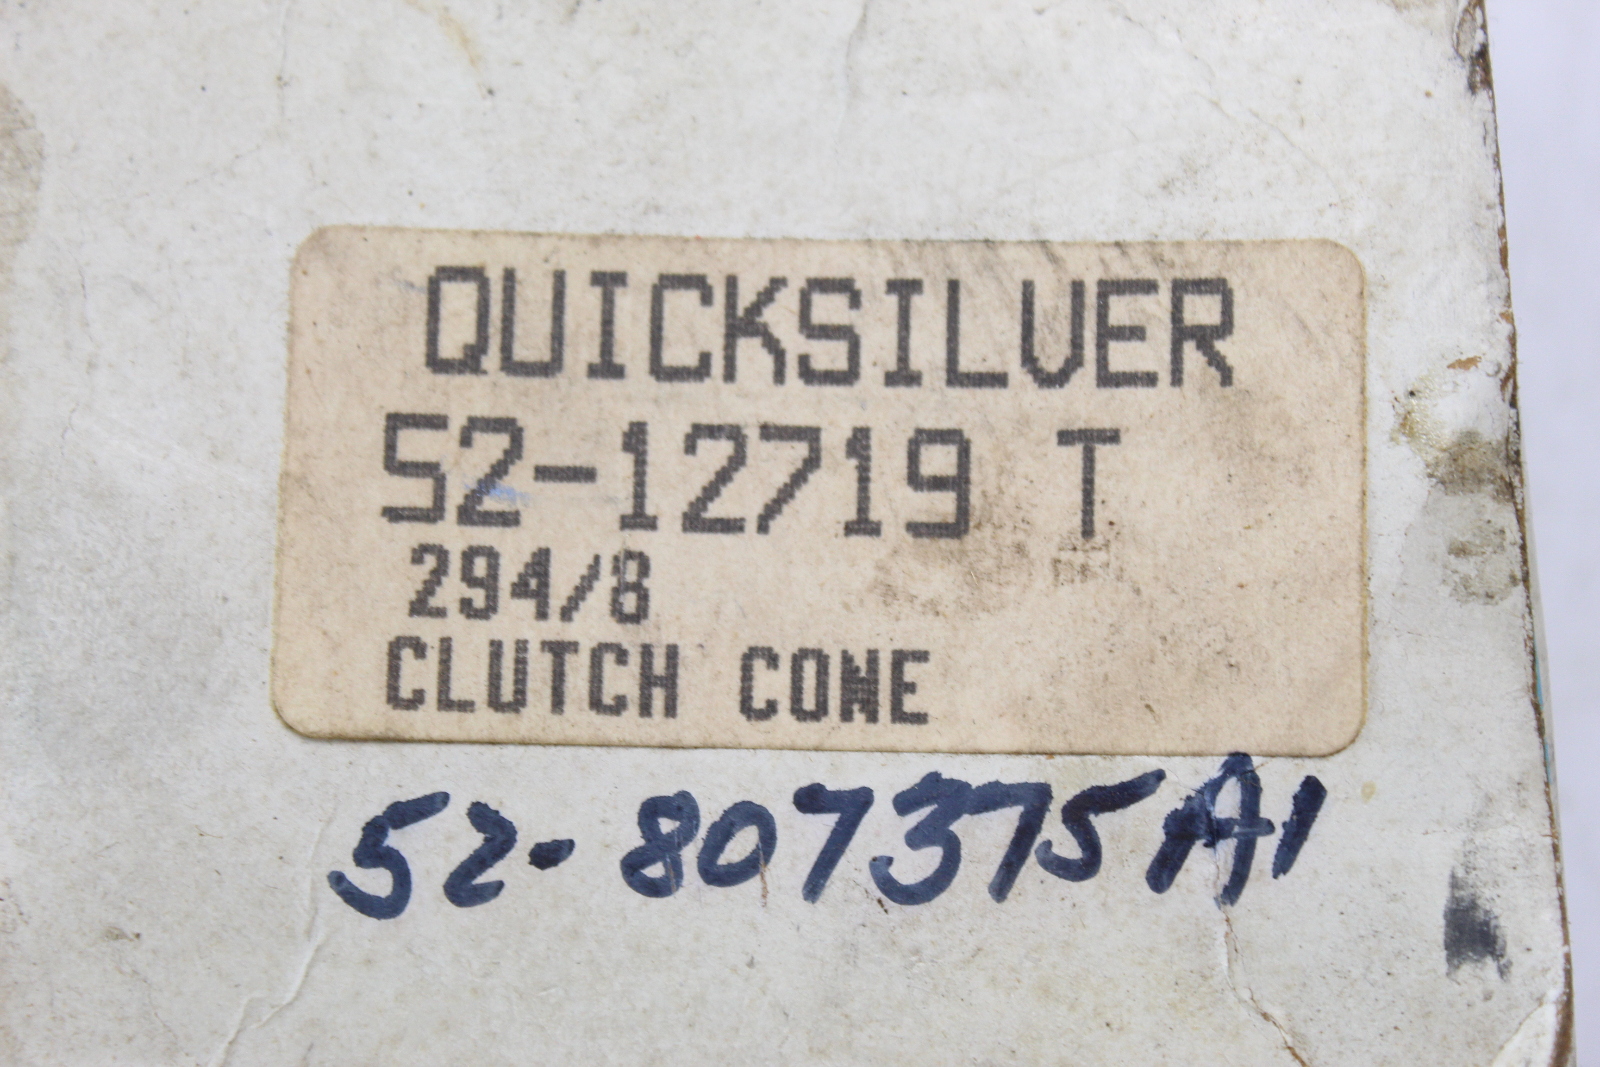 QUICKSILVER
52-12719 T
294/8
CLUTCH CONE
52-807375A1